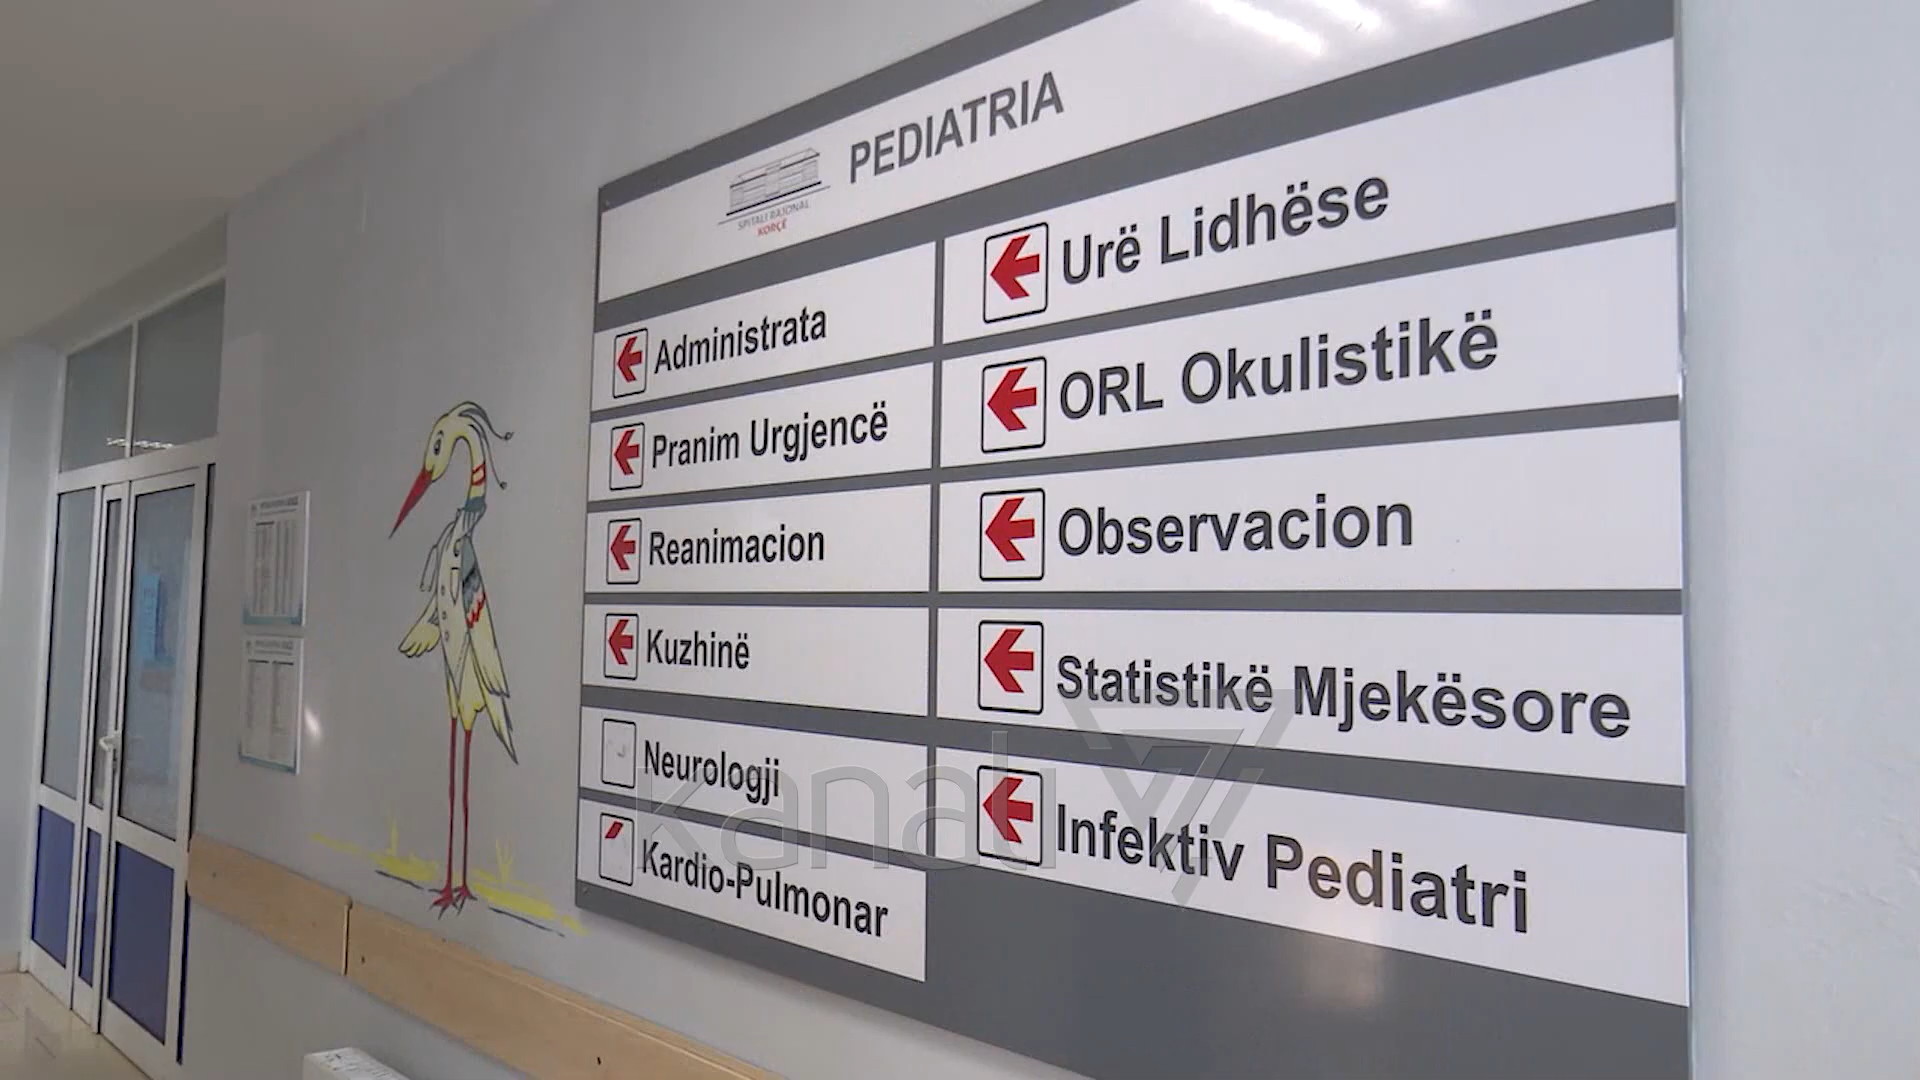 PEDIATRIA
SPITALI RAJONAL
KORÇË
Administrata
Pranim Urgjencë
Reanimacion
Kuzhinë
Neurologji
Kardio-Pulmonar
Urë Lidhëse
ORL Okulistikë
Observacion
Statistikë Mjekësore
Infektiv Pediatri
kanali 7